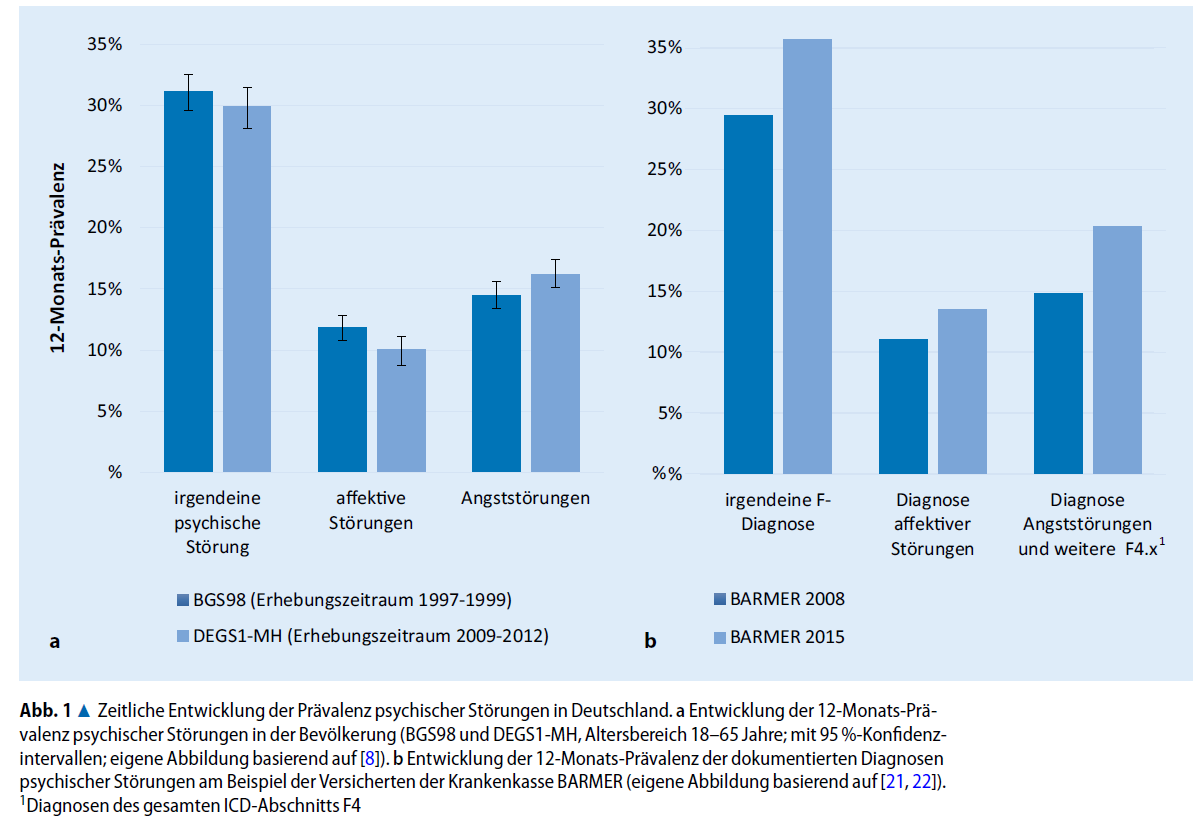 12-Monats-Prävalenz
35%
30%
25%
20%
15%
10%
5%
%
irgendeine
psychische
Störung
affektive
Störungen
Angststörungen
BGS98 (Erhebungszeitraum 1997-1999)
DEGS1-MH (Erhebungszeitraum 2009-2012)
a
35%
30%
25%
20%
15%
10%
5%
%%
irgendeine F-
Diagnose
Diagnose
affektiver
Störungen
Diagnose
Angststörungen
und weitere F4.x1
BARMER 2008
BARMER 2015
b
Abb. 1 ▲ Zeitliche Entwicklung der Prävalenz psychischer Störungen in Deutschland. a Entwicklung der 12-Monats-Prä-
valenz psychischer Störungen in der Bevölkerung (BGS98 und DEGS1-MH, Altersbereich 18–65 Jahre; mit 95 %-Konfidenz-
intervallen; eigene Abbildung basierend auf [8]). b Entwicklung der 12-Monats-Prävalenz der dokumentierten Diagnosen
psychischer Störungen am Beispiel der Versicherten der Krankenkasse BARMER (eigene Abbildung basierend auf [21, 22]).
1Diagnosen des gesamten ICD-Abschnitts F4